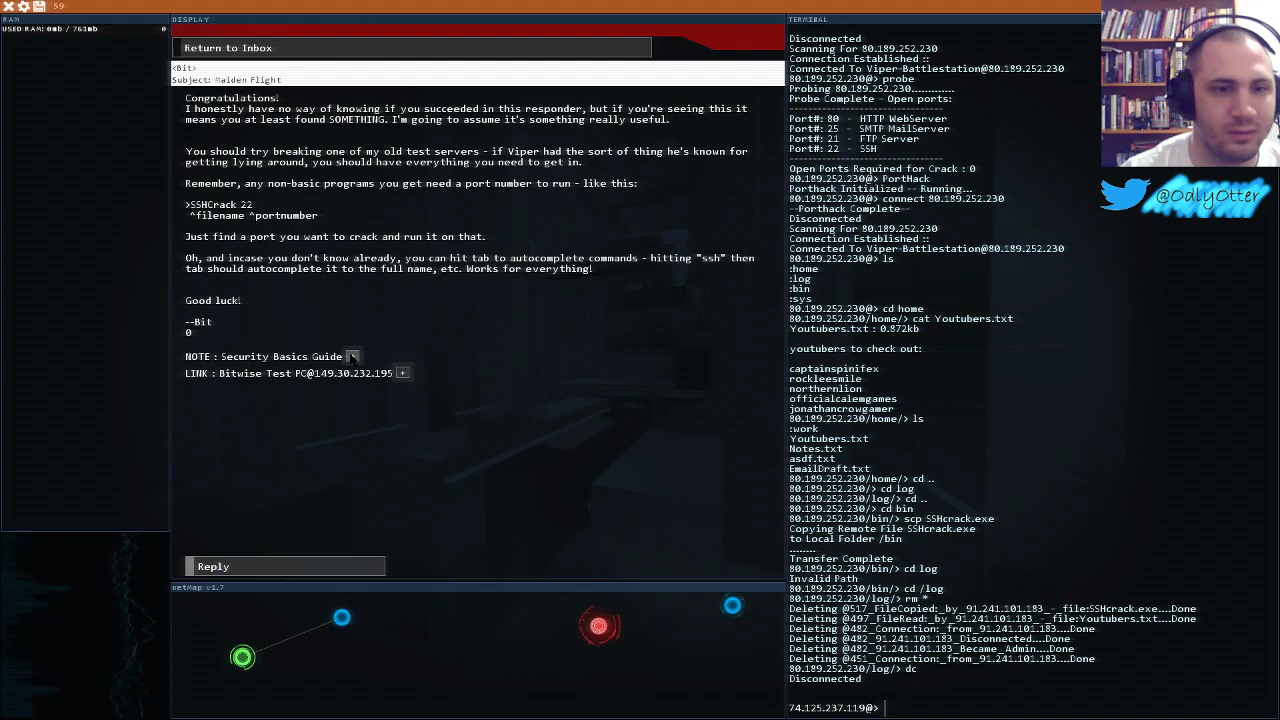 59
RAM
USED RAM: 0mb / 761mb 0
DISPLAY
Return to Inbox
<Bit>
Subject: Maiden Flight
Congratulations!
I honestly have no way of knowing if you succeeded in this responder, but if you're seeing this it
means you at least found SOMETHING. I'm going to assume it's something really useful.
You should try breaking one of my old test servers - if Viper had the sort of thing he's known for
getting lying around, you should have everything you need to get in.
Remember, any non-basic programs you get need a port number to run - like this:
>SSHCrack 22
^filename ^portnumber
Just find a port you want to crack and run it on that.
Oh, and incase you don't know already, you can hit tab to autocomplete commands - hitting "ssh" then
tab should autocomplete it to the full name, etc. Works for everything!
Good luck!
--Bit
0
NOTE : Security Basics Guide
LINK : Bitwise Test PC@149.30.232.195 +
Reply
netMap v1.7
TERMINAL
Disconnected
Scanning For 80.189.252.230
Connection Established ::
Connected To Viper-Battlestation@80.189.252.230
80.189.252.230@> probe
Probing 80.189.252.230.............
Probe Complete - Open ports:
---------------------------------
Port#: 80 - HTTP WebServer
Port#: 25 - SMTP MailServer
Port#: 21 - FTP Server
Port#: 22 - SSH
---------------------------------
Open Ports Required for Crack : 0
80.189.252.230@> PortHack
Porthack Initialized -- Running...
80.189.252.230@> connect 80.189.252.230
--Porthack Complete--
Disconnected
Scanning For 80.189.252.230
Connection Established ::
Connected To Viper-Battlestation@80.189.252.230
80.189.252.230@> ls
:home
:log
:bin
:sys
80.189.252.230@> cd home
80.189.252.230/home/> cat Youtubers.txt
Youtubers.txt : 0.872kb
youtubers to check out:
captainspinifex
rockleesmile
northernlion
officialcalemgames
jonathancrowgamer
80.189.252.230/home/> ls
:work
Youtubers.txt
Notes.txt
asdf.txt
EmailDraft.txt
80.189.252.230/home/> cd ..
80.189.252.230/> cd log
80.189.252.230/log/> cd ..
80.189.252.230/> cd bin
80.189.252.230/bin/> scp SSHcrack.exe
Copying Remote File SSHcrack.exe
to Local Folder /bin
........
Transfer Complete
80.189.252.230/bin/> cd log
Invalid Path
80.189.252.230/bin/> cd /log
80.189.252.230/log/> rm *
Deleting @517_FileCopied:_by_91.241.101.183_-_file:SSHcrack.exe....Done
Deleting @497_FileRead:_by_91.241.101.183_-_file:Youtubers.txt....Done
Deleting @482_Connection:_from_91.241.101.183....Done
Deleting @482_91.241.101.183_Disconnected....Done
Deleting @482_91.241.101.183_Became_Admin....Done
Deleting @451_Connection:_from_91.241.101.183....Done
80.189.252.230/log/> dc
Disconnected
74.125.237.119@>
@OdlyOtter